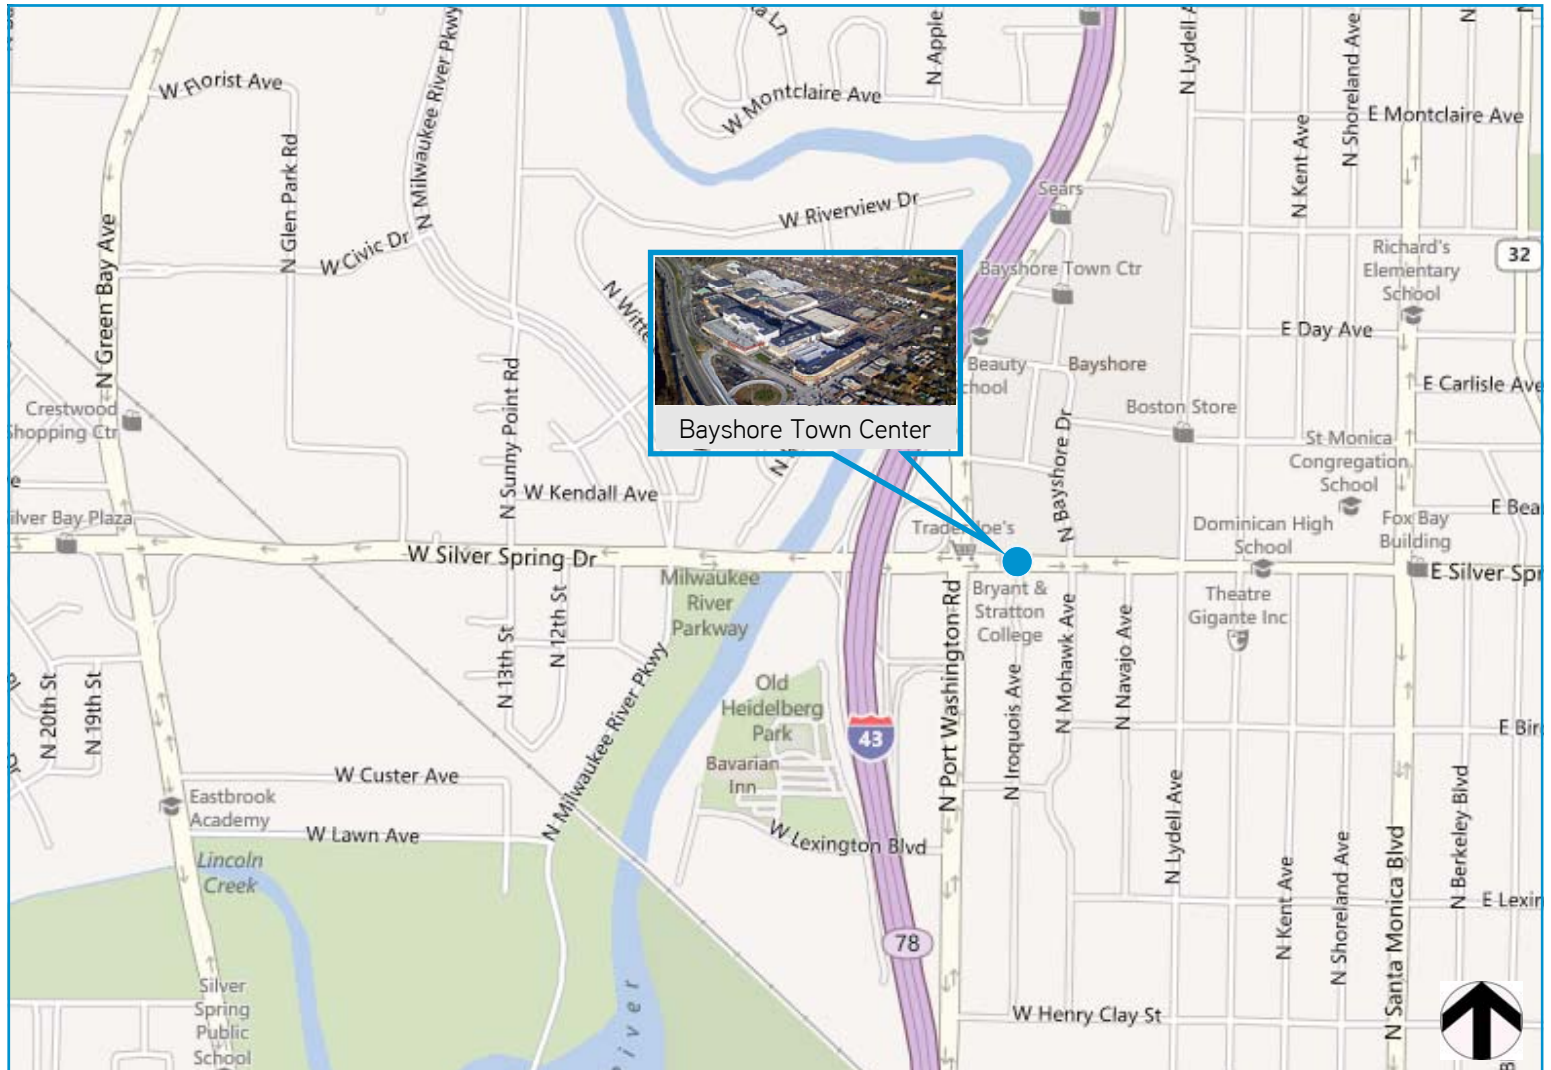 W Florist Ave
N Milwaukee River Pkwy
N Apple
W Montclaire Ave
N Lydell A
N Shoreland Ave
E Montclaire Ave
N Kent Ave
N Glen Park Rd
N Green Bay Ave
W Civic Dr
W Riverview Dr
Sears
Bayshore Town Ctr
Richard's
Elementary
School
32
N Witte
E Day Ave
Beauty
chool
Bayshore
E Carlisle Ave
Crestwood
Shopping Ctr
N Sunny Point Rd
Bayshore Town Center
Boston Store
N Bayshore Dr
St Monica
Congregation
School
W Kendall Ave
ilver Bay Plaza
Trader Joe's
Dominican High
School
Fox Bay
Building
E Bea
W Silver Spring Dr
E Silver Spr
Milwaukee
River
Parkway
Bryant &
Stratton
College
Theatre
Gigante Inc
N 20th St
N 19th St
N 13th St
N 12th St
N Milwaukee River Pkwy
Old
Heidelberg
Park
Bavarian
Inn
43
N Port Washington Rd
N Iroquois Ave
N Mohawk Ave
N Navajo Ave
E Bir
W Custer Ave
Eastbrook
Academy
W Lawn Ave
W Lexington Blvd
N Lydell Ave
N Kent Ave
N Shoreland Ave
N Santa Monica Blvd
N Berkeley Blvd
E Lexin
Lincoln
Creek
78
Silver
Spring
Public
School
iver
W Henry Clay St